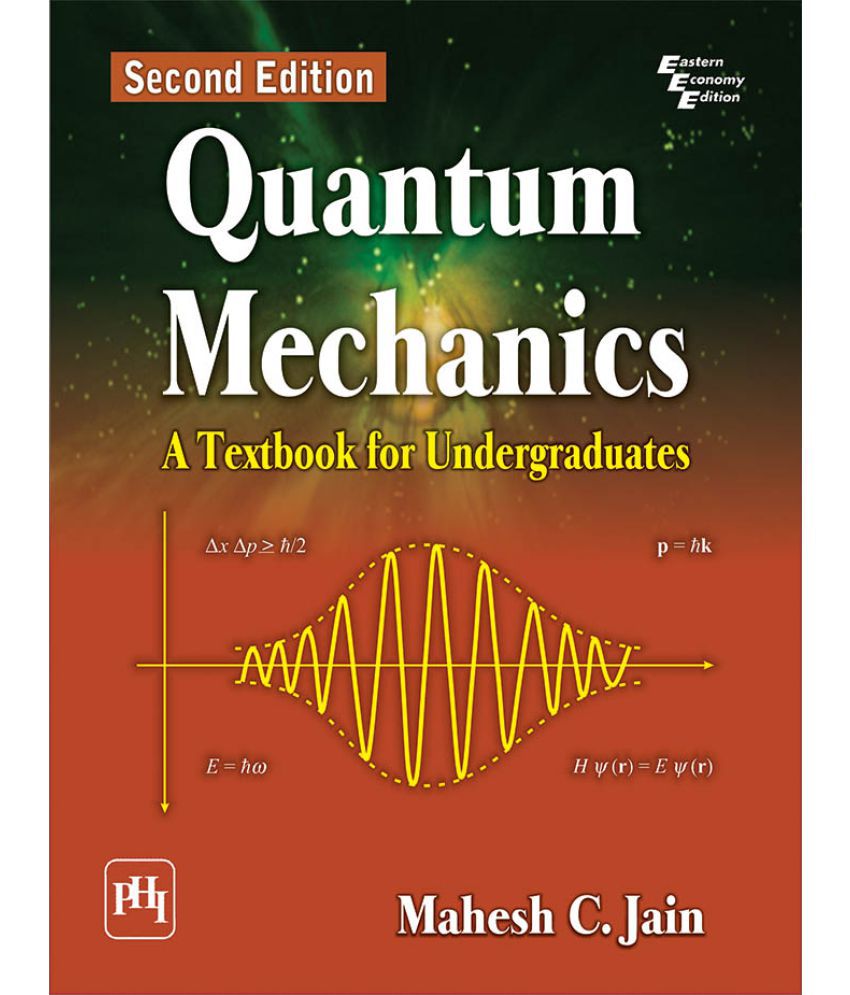 Second Edition
Eastern
Economy
Edition
Quantum
Mechanics
A Textbook for Undergraduates
Δx Δp ≥ ħ/2
p = ħk
E = ħω
H ψ(r) = E ψ(r)
PHI
Mahesh C. Jain